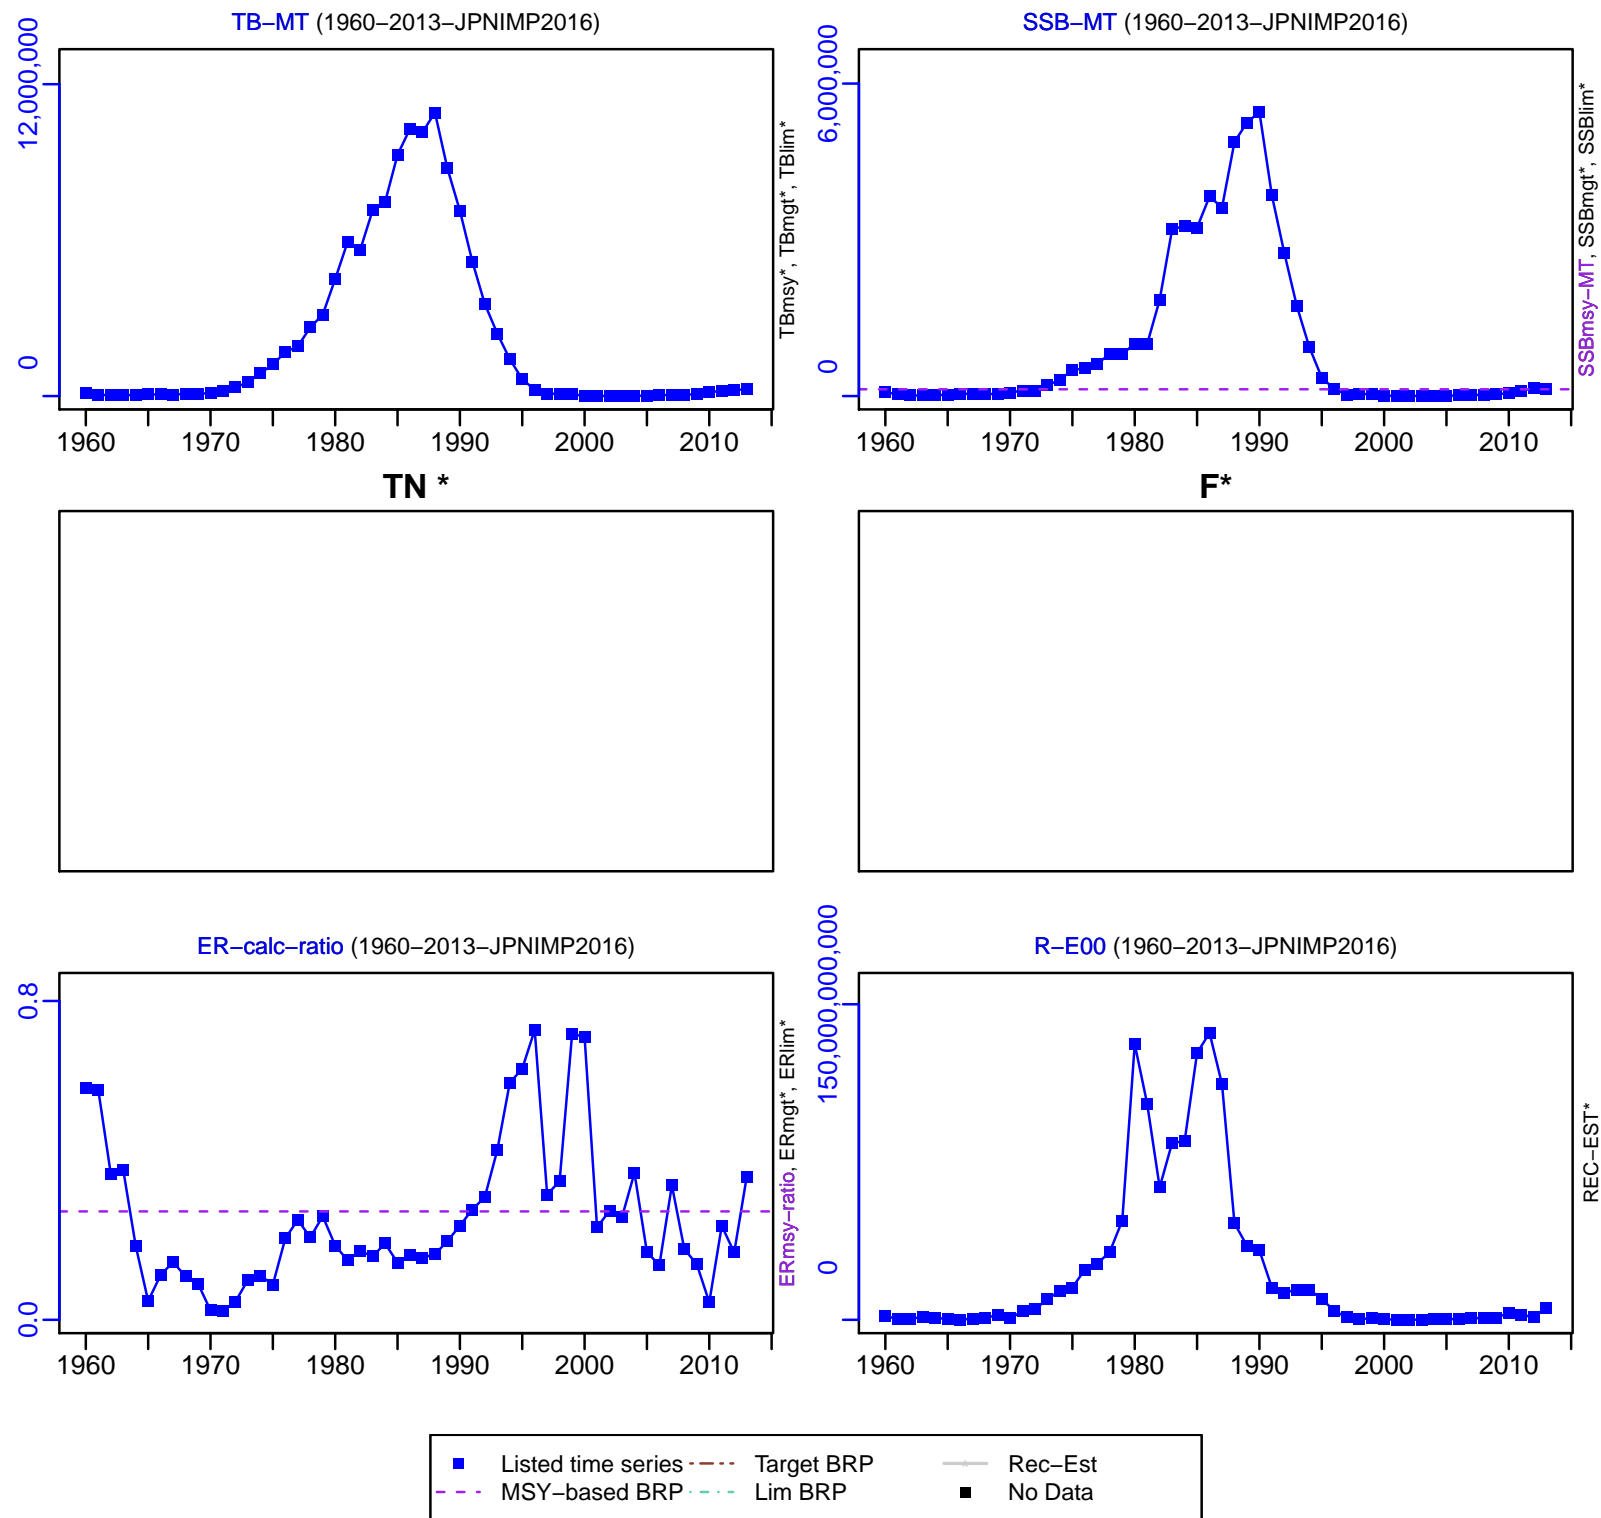 TB−MT (1960−2013−JPNIMP2016)
12,000,000
0
TBmsy*, TBmgt*, TBlim*
1960 1970 1980 1990 2000 2010
SSB−MT (1960−2013−JPNIMP2016)
6,000,000
0
SSBmsy−MT, SSBmgt*, SSBlim*
1960 1970 1980 1990 2000 2010
TN *
F*
ER−calc−ratio (1960−2013−JPNIMP2016)
0.8
0.0
ERmsy−ratio, ERmgt*, ERlim*
1960 1970 1980 1990 2000 2010
R−E00 (1960−2013−JPNIMP2016)
150,000,000,000
0
REC−EST*
1960 1970 1980 1990 2000 2010
Listed time series Target BRP Rec−Est
MSY−based BRP Lim BRP No Data